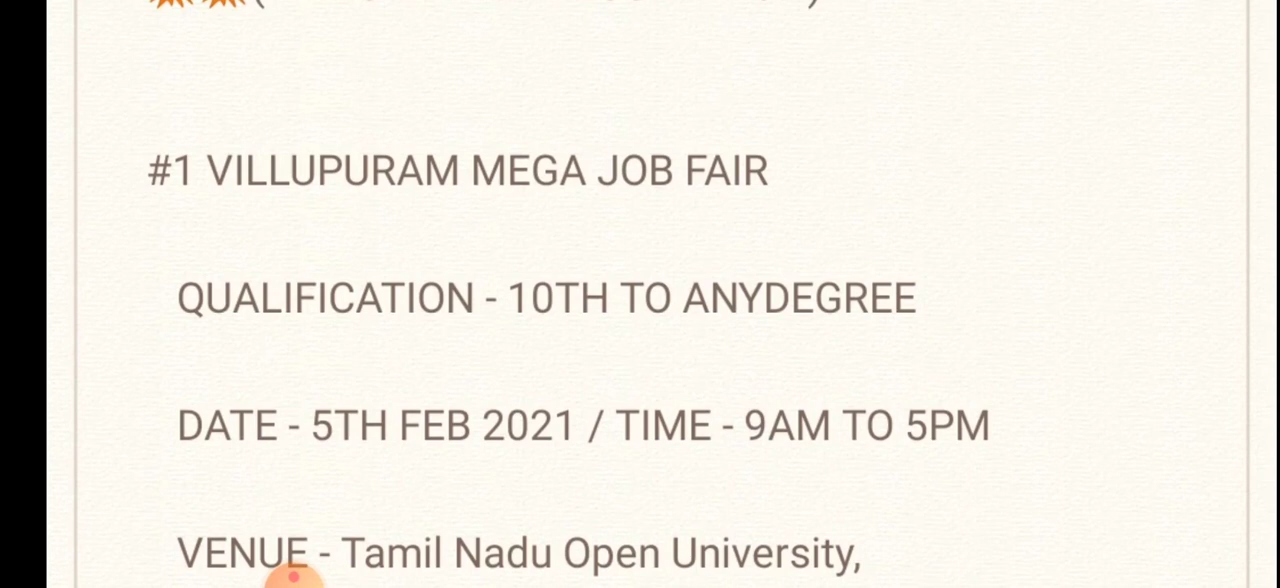 #1 VILLUPURAM MEGA JOB FAIR
QUALIFICATION - 10TH TO ANYDEGREE
DATE - 5TH FEB 2021 / TIME - 9AM TO 5PM
VENUE - Tamil Nadu Open University,